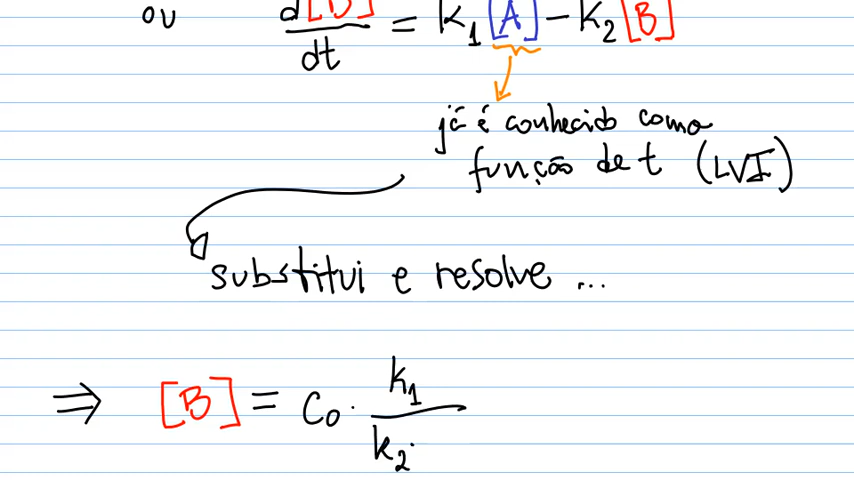 ou d[B]/dt = k1[A] - k2[B]
já é conhecido como
função de t (LVI)
substitui e resolve ...
⇒ [B] = C0 · k1/k2